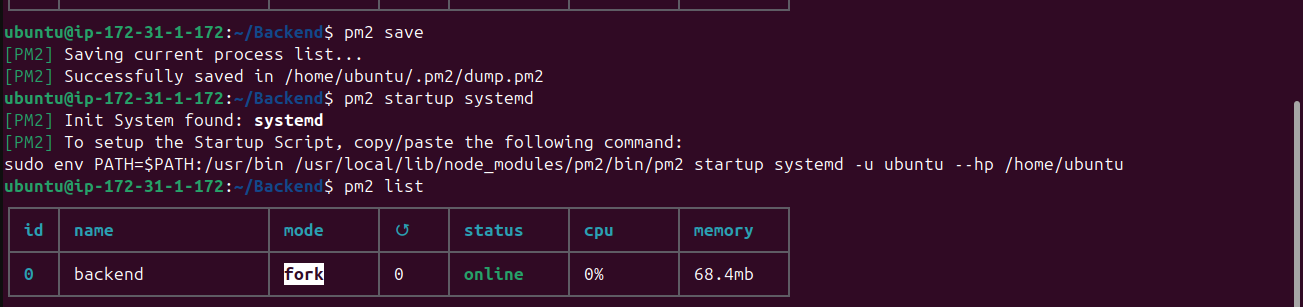 ubuntu@ip-172-31-1-172:~/Backend$ pm2 save
[PM2] Saving current process list...
[PM2] Successfully saved in /home/ubuntu/.pm2/dump.pm2
ubuntu@ip-172-31-1-172:~/Backend$ pm2 startup systemd
[PM2] Init System found: systemd
[PM2] To setup the Startup Script, copy/paste the following command:
sudo env PATH=$PATH:/usr/bin /usr/local/lib/node_modules/pm2/bin/pm2 startup systemd -u ubuntu --hp /home/ubuntu
ubuntu@ip-172-31-1-172:~/Backend$ pm2 list
id name mode ↺ status cpu memory
0 backend fork 0 online 0% 68.4mb